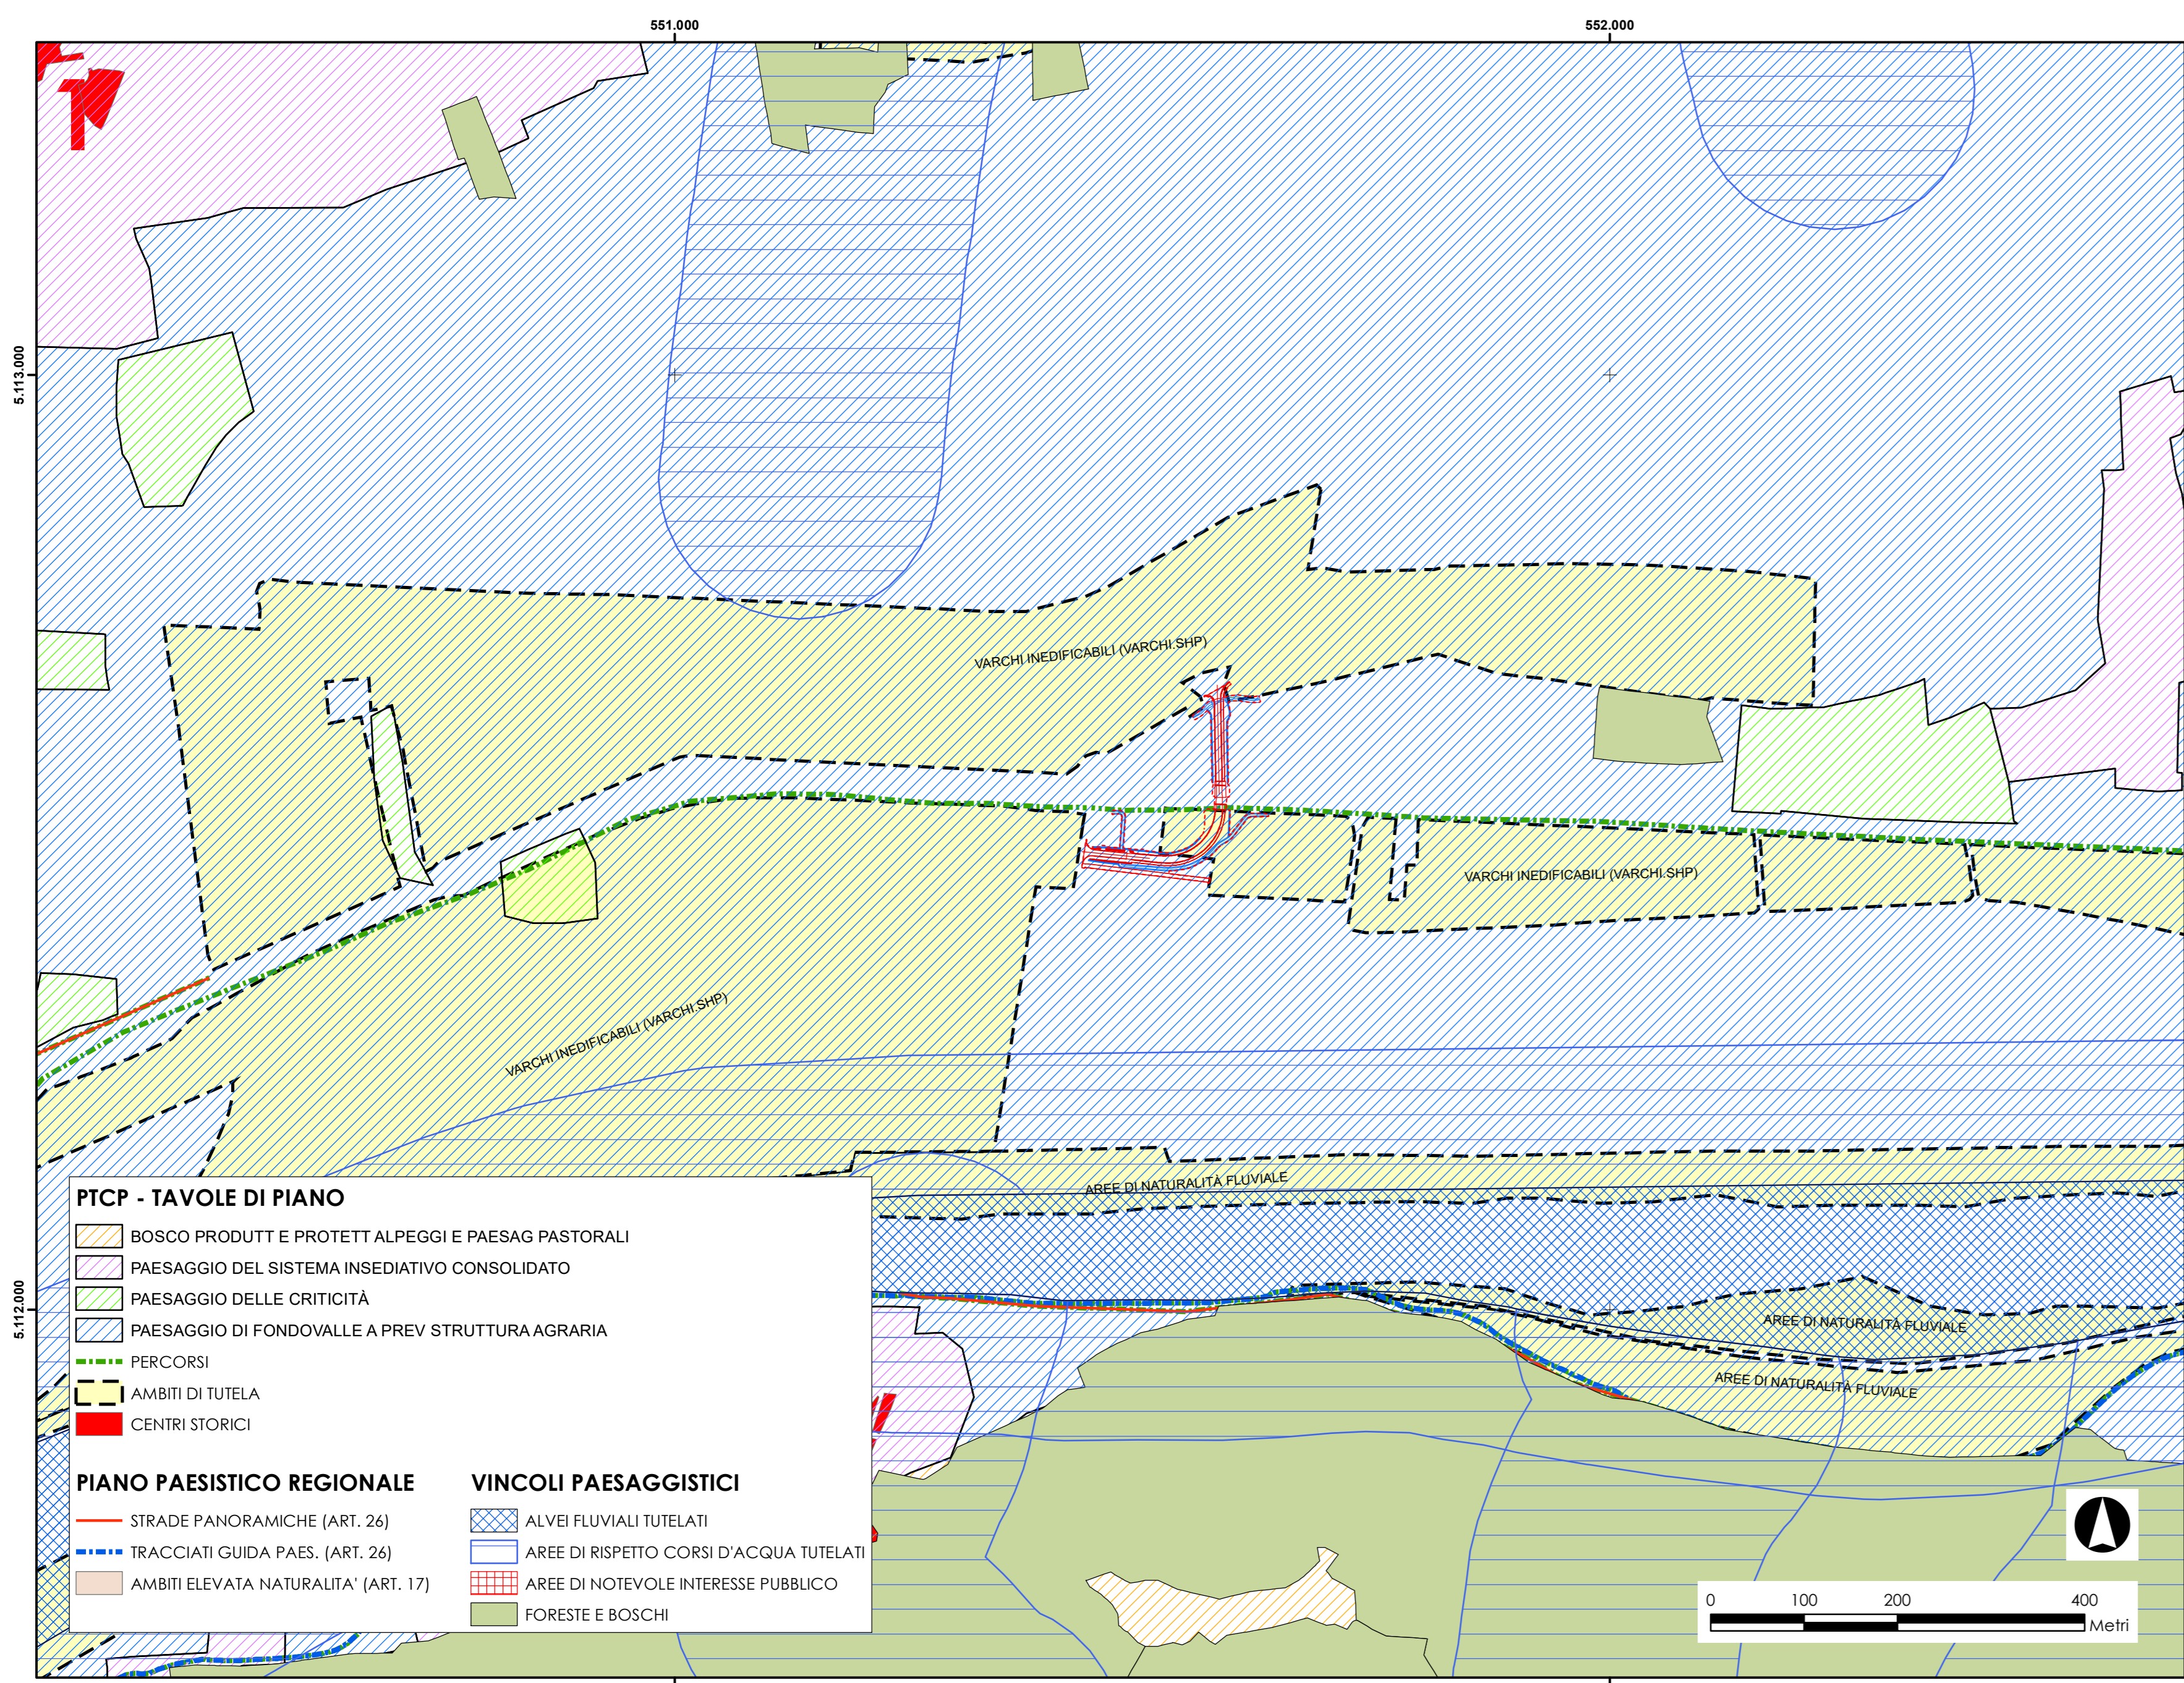 551.000
552.000
5.113.000
VARCHI INEDIFICABILI (VARCHI.SHP)
VARCHI INEDIFICABILI (VARCHI.SHP)
VARCHI INEDIFICABILI (VARCHI.SHP)
AREE DI NATURALITÀ FLUVIALE
5.112.000
AREE DI NATURALITÀ FLUVIALE
AREE DI NATURALITÀ FLUVIALE
PTCP - TAVOLE DI PIANO
BOSCO PRODUTT E PROTETT ALPEGGI E PAESAG PASTORALI
PAESAGGIO DEL SISTEMA INSEDIATIVO CONSOLIDATO
PAESAGGIO DELLE CRITICITÀ
PAESAGGIO DI FONDOVALLE A PREV STRUTTURA AGRARIA
PERCORSI
AMBITI DI TUTELA
CENTRI STORICI
PIANO PAESISTICO REGIONALE
STRADE PANORAMICHE (ART. 26)
TRACCIATI GUIDA PAES. (ART. 26)
AMBITI ELEVATA NATURALITA' (ART. 17)
VINCOLI PAESAGGISTICI
ALVEI FLUVIALI TUTELATI
AREE DI RISPETTO CORSI D'ACQUA TUTELATI
AREE DI NOTEVOLE INTERESSE PUBBLICO
FORESTE E BOSCHI
0 100 200 400
Metri